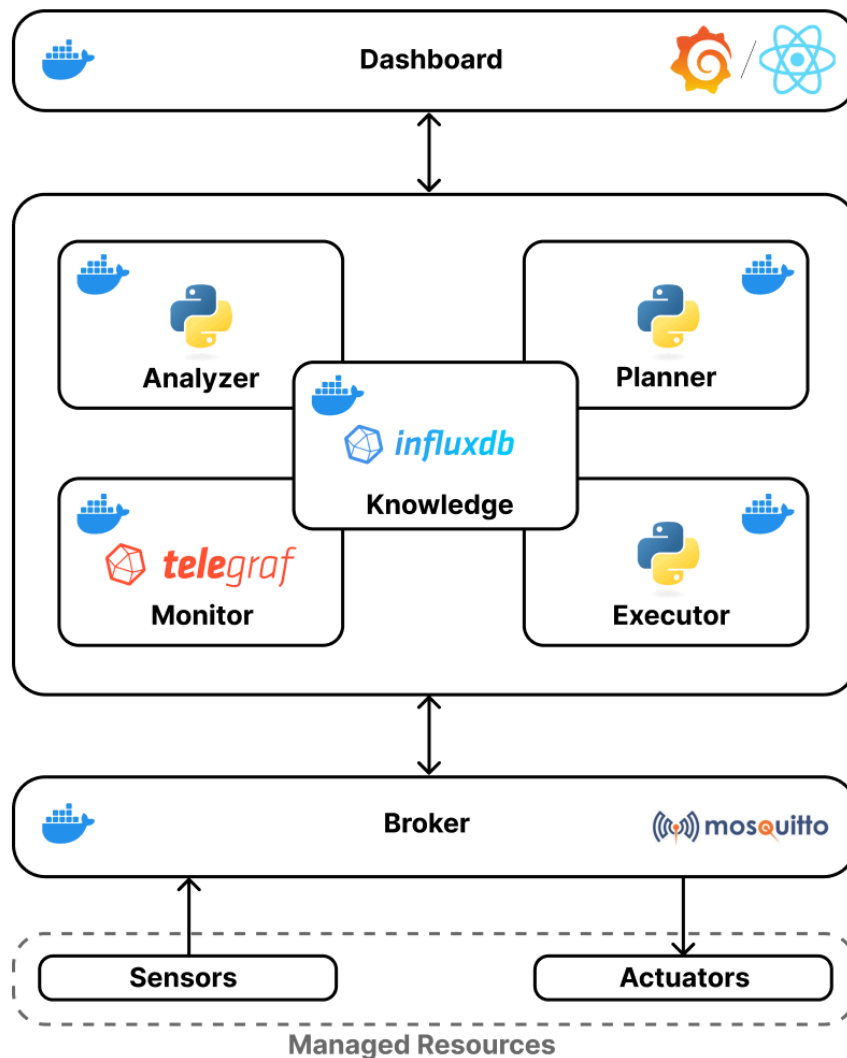 Dashboard
/
Analyzer
Planner
influxdb
Knowledge
telegraf
Monitor
Executor
Broker
mosquitto
Sensors
Actuators
Managed Resources